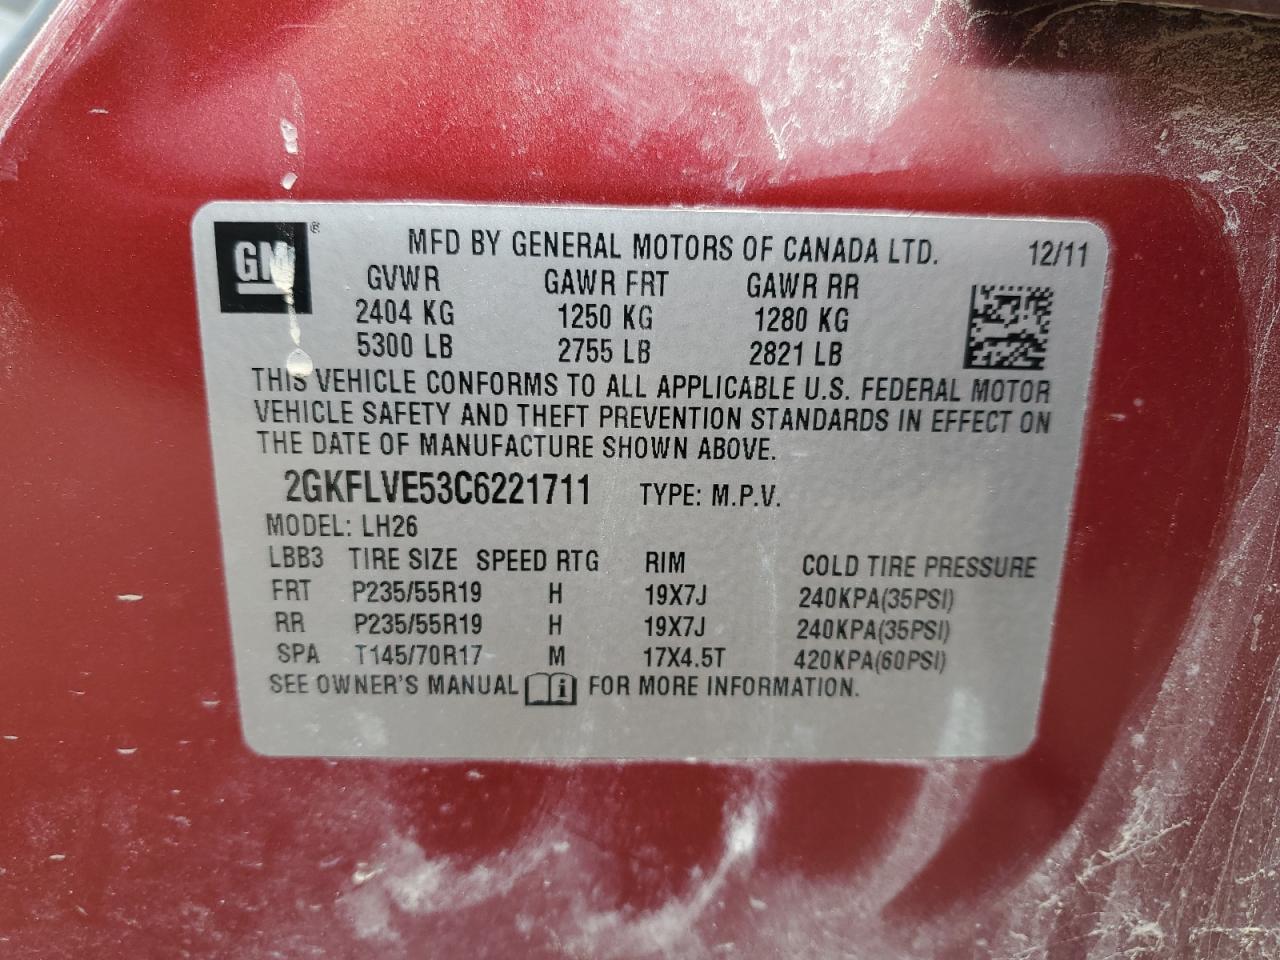 GM ® MFD BY GENERAL MOTORS OF CANADA LTD. 12/11
GVWR GAWR FRT GAWR RR
2404 KG 1250 KG 1280 KG
5300 LB 2755 LB 2821 LB
THIS VEHICLE CONFORMS TO ALL APPLICABLE U.S. FEDERAL MOTOR
VEHICLE SAFETY AND THEFT PREVENTION STANDARDS IN EFFECT ON
THE DATE OF MANUFACTURE SHOWN ABOVE.
2GKFLVE53C6221711 TYPE: M.P.V.
MODEL: LH26
LBB3 TIRE SIZE SPEED RTG RIM COLD TIRE PRESSURE
FRT P235/55R19 H 19X7J 240KPA(35PSI)
RR P235/55R19 H 19X7J 240KPA(35PSI)
SPA T145/70R17 M 17X4.5T 420KPA(60PSI)
SEE OWNER'S MANUAL i FOR MORE INFORMATION.